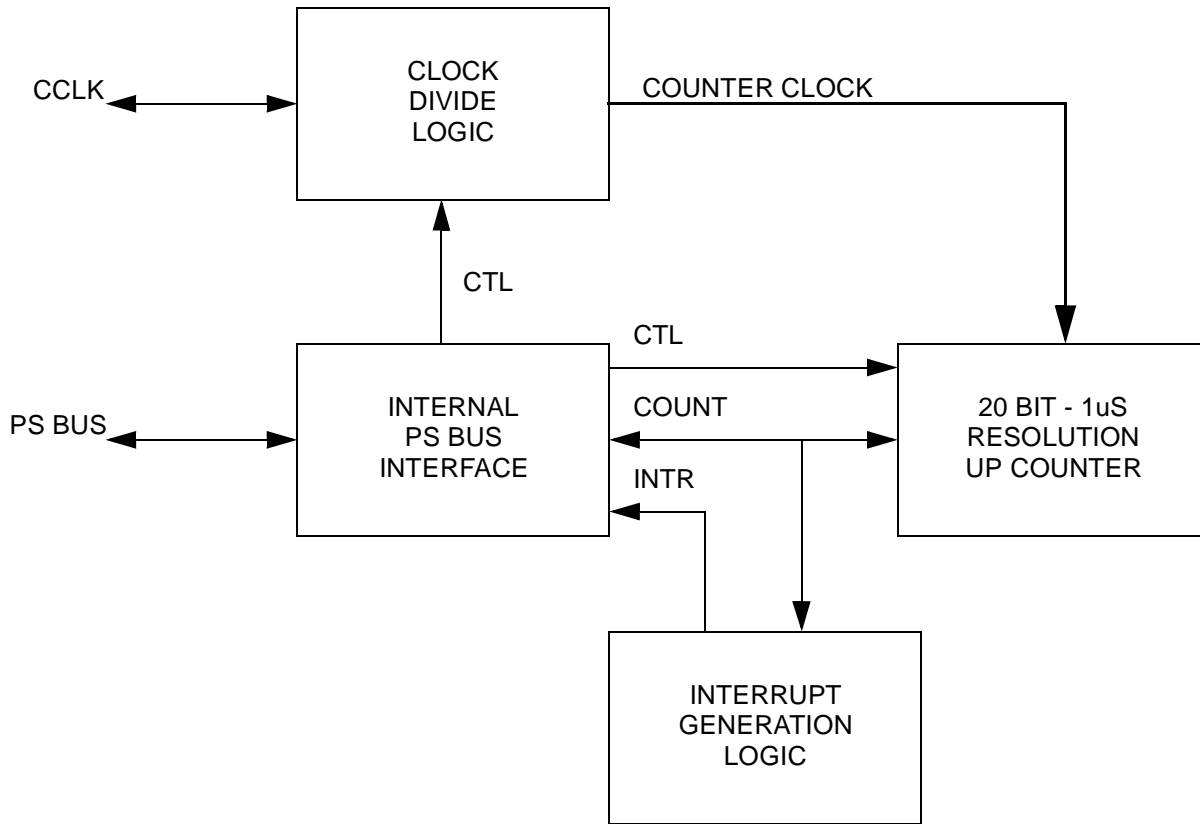 CLOCK
DIVIDE
LOGIC
CCLK
COUNTER CLOCK
CTL
CTL
INTERNAL
PS BUS
INTERFACE
PS BUS
COUNT
INTR
20 BIT - 1uS
RESOLUTION
UP COUNTER
INTERRUPT
GENERATION
LOGIC